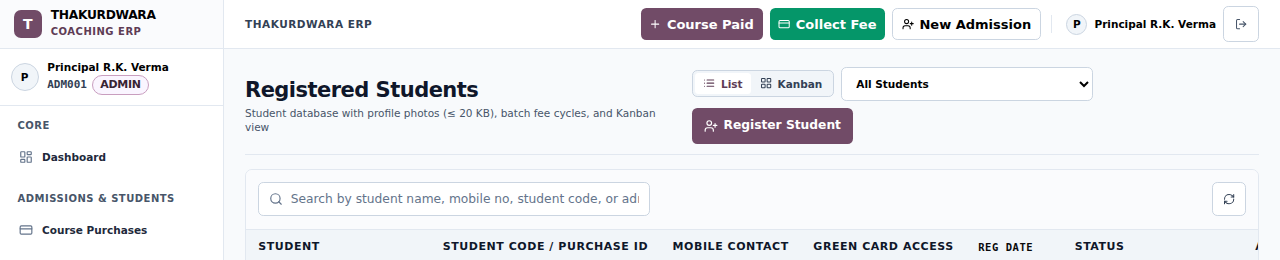 T
THAKURDWARA
COACHING ERP
THAKURDWARA ERP
Course Paid
Collect Fee
New Admission
P
Principal R.K. Verma
P
Principal R.K. Verma
ADM001 ADMIN
CORE
Dashboard
ADMISSIONS & STUDENTS
Course Purchases
Registered Students
Student database with profile photos (≤ 20 KB), batch fee cycles, and Kanban
view
List
Kanban
All Students
Register Student
Search by student name, mobile no, student code, or
STUDENT
STUDENT CODE / PURCHASE ID
MOBILE CONTACT
GREEN CARD ACCESS
REG DATE
STATUS